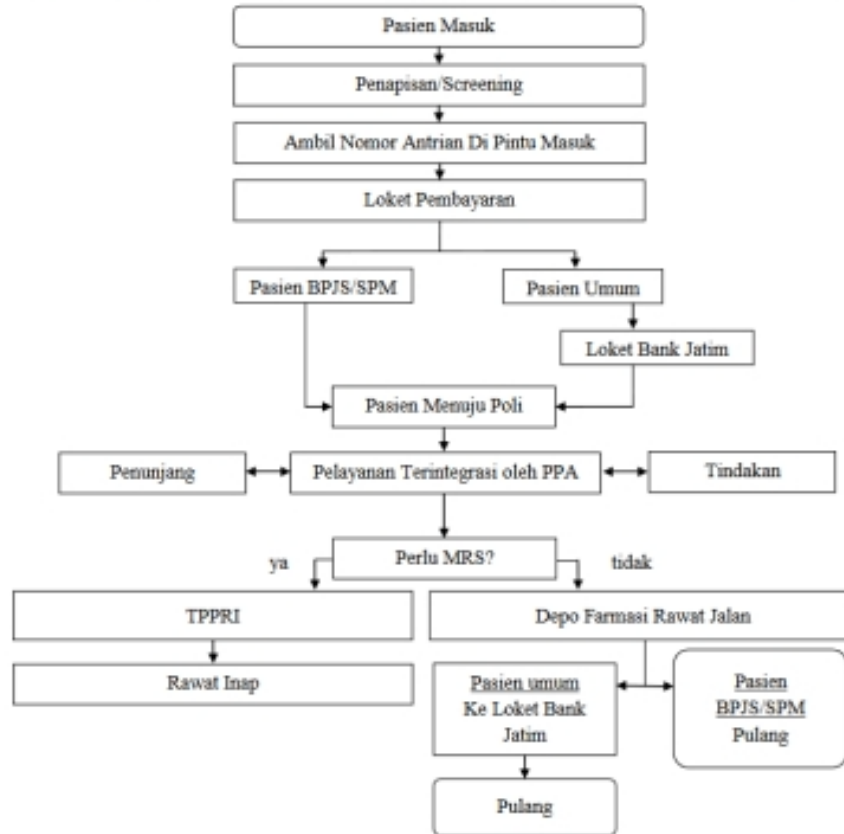 Pasien Masuk
Penapisan/Screening
Ambil Nomor Antrian Di Pintu Masuk
Loket Pembayaran
Pasien BPJS/SPM
Pasien Umum
Loket Bank Jatim
Pasien Menuju Poli
Penunjang
Pelayanan Terintegrasi oleh PPA
Tindakan
ya
Perlu MRS?
tidak
TPPRI
Depo Farmasi Rawat Jalan
Rawat Inap
Pasien umum
Ke Loket Bank
Jatim
Pasien
BPJS/SPM
Pulang
Pulang